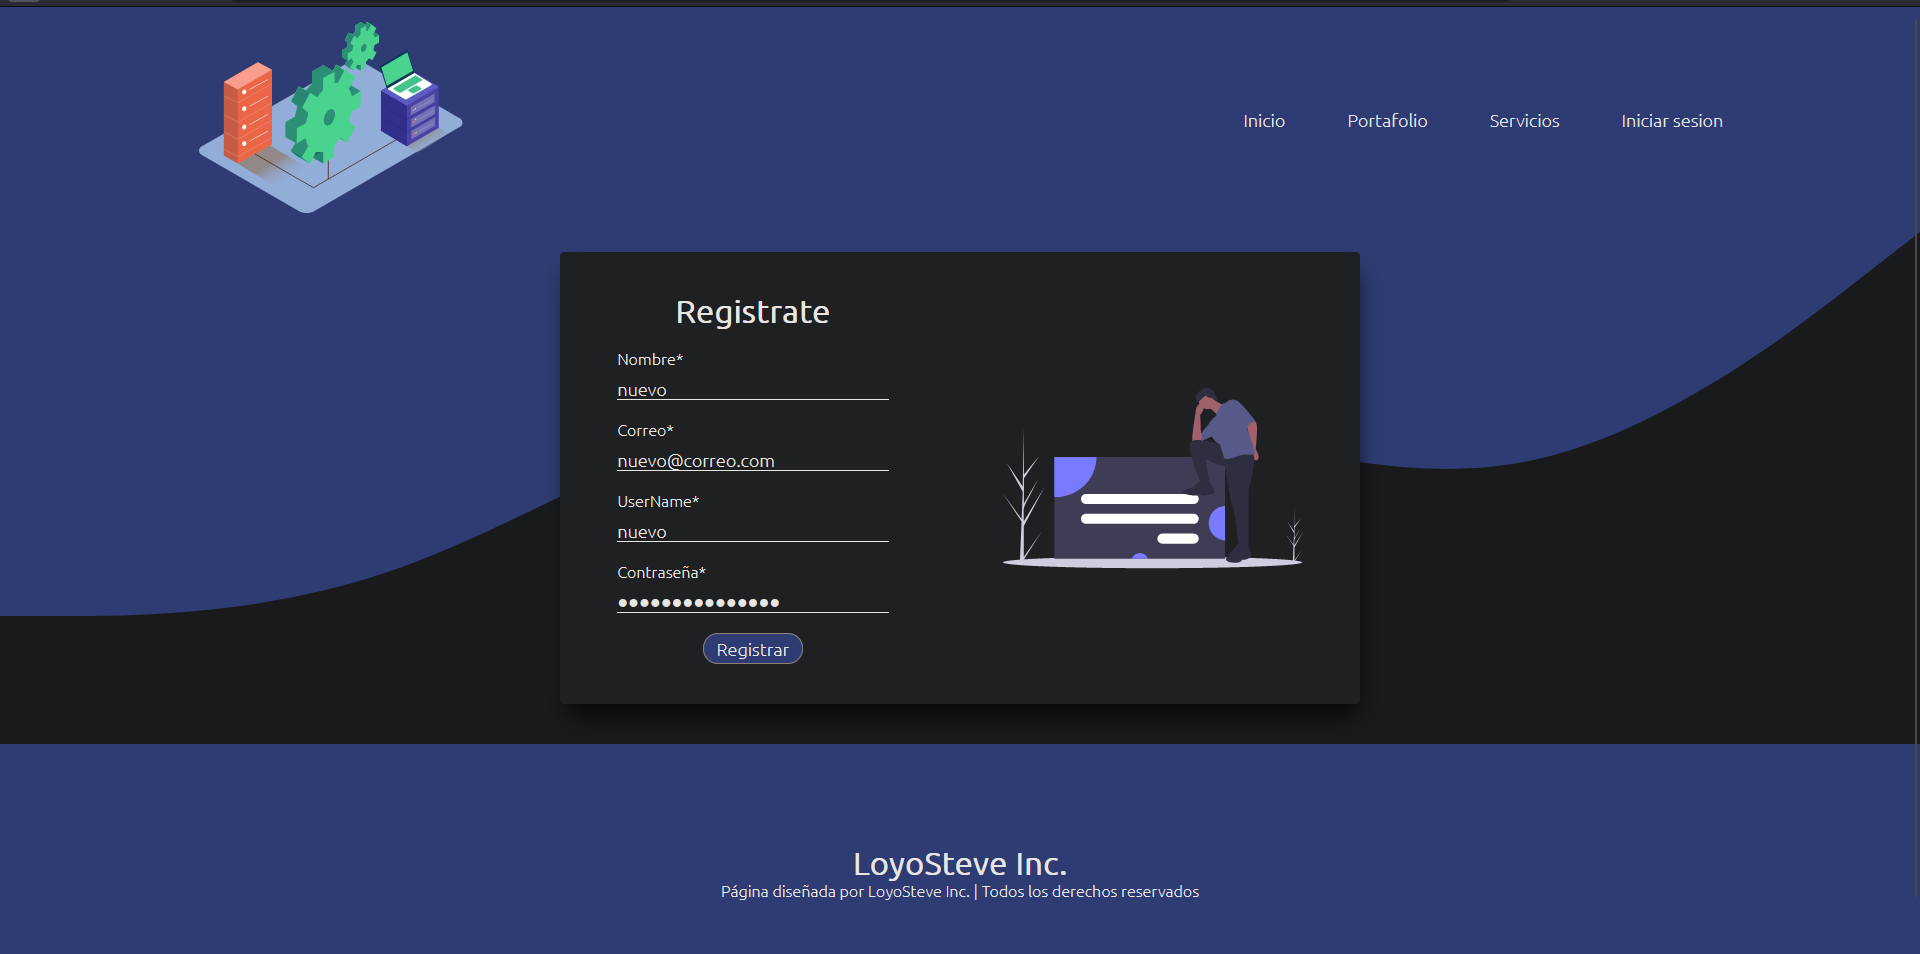 Inicio Portafolio Servicios Iniciar sesion
Registrate
Nombre*
nuevo
Correo*
nuevo@correo.com
UserName*
nuevo
Contraseña*
●●●●●●●●●●●●●●●
Registrar
LoyoSteve Inc.
Página diseñada por LoyoSteve Inc. | Todos los derechos reservados